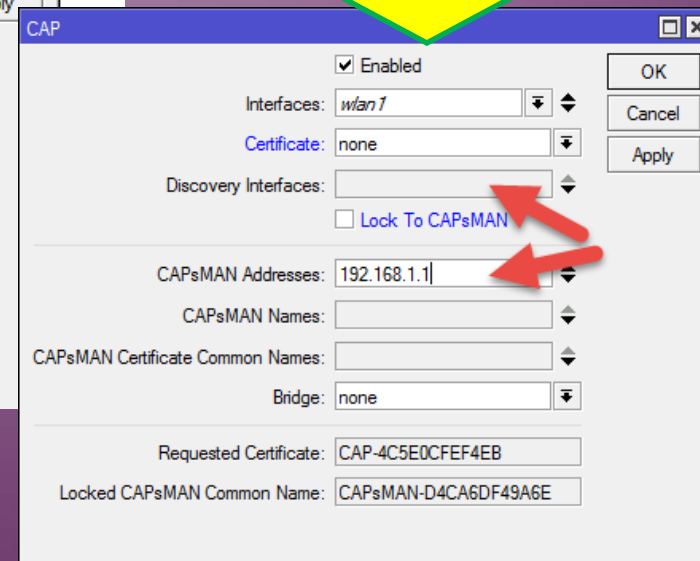 CAP
Enabled
OK
Interfaces: wlan1
Cancel
Certificate: none
Apply
Discovery Interfaces:
Lock To CAPsMAN
CAPsMAN Addresses: 192.168.1.1
CAPsMAN Names:
CAPsMAN Certificate Common Names:
Bridge: none
Requested Certificate: CAP-4C5E0CFEF4EB
Locked CAPsMAN Common Name: CAPsMAN-D4CA6DF49A6E